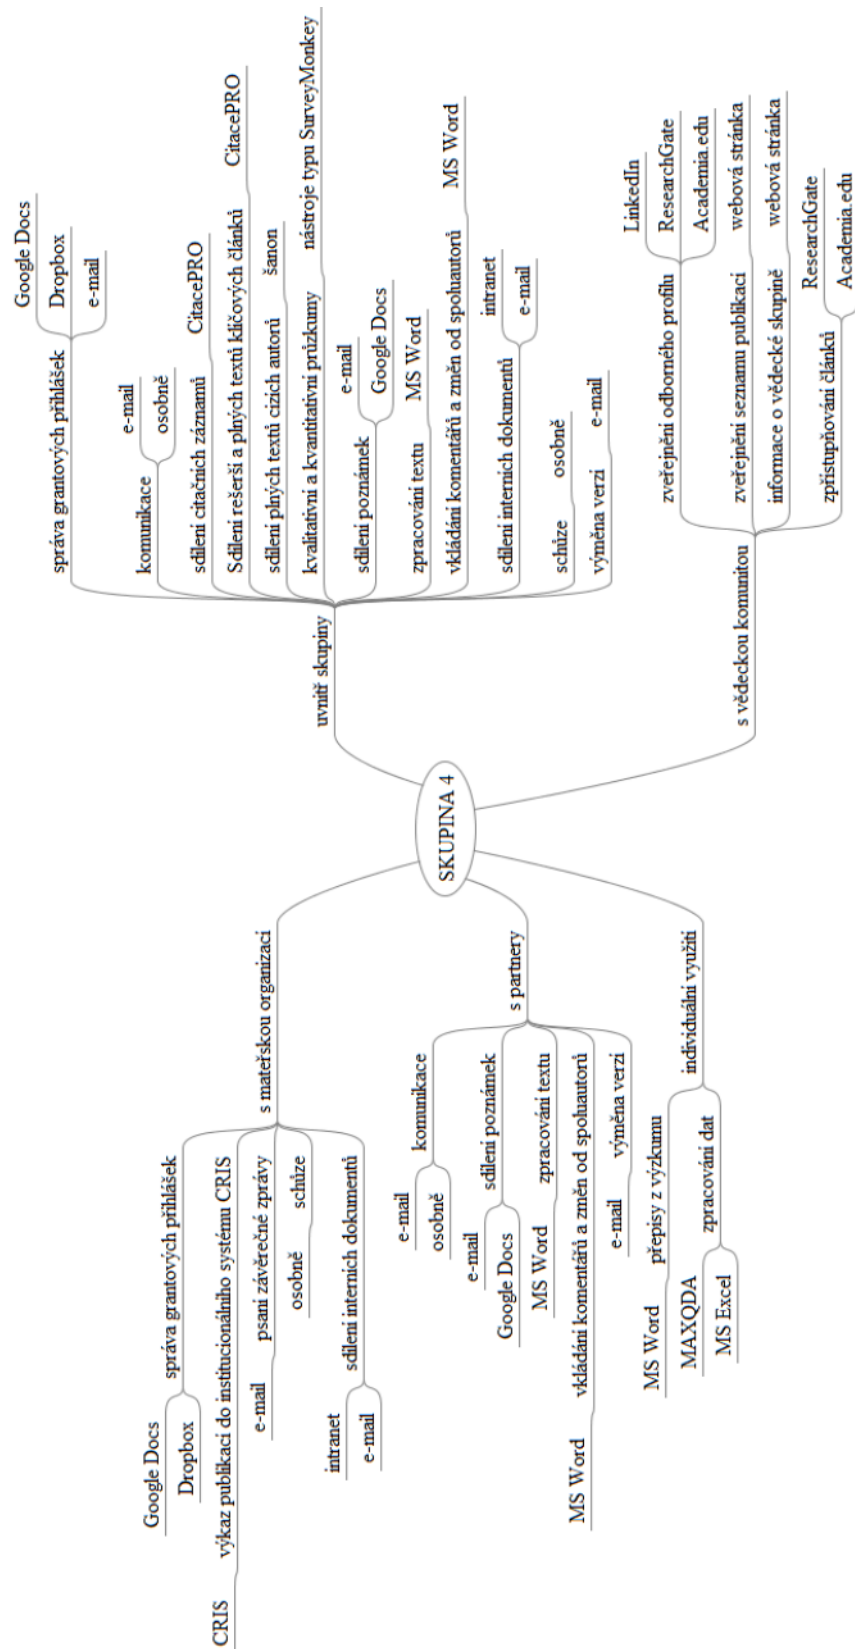 SKUPINA 4
uvnitř skupiny
správa grantových přihlášek
Google Docs
Dropbox
e-mail
komunikace
e-mail
osobně
sdílení citačních záznamů
CitacePRO
Sdílení rešerší a plných textů klíčových článků
CitacePRO
sdílení plných textů cizích autorů
šanon
kvalitativní a kvantitativní průzkumy
nástroje typu SurveyMonkey
sdílení poznámek
e-mail
Google Docs
zpracování textu
MS Word
vkládání komentářů a změn od spoluautorů
MS Word
sdílení interních dokumentů
intranet
e-mail
schůze
osobně
výměna verzí
e-mail
s vědeckou komunitou
zveřejnění odborného profilu
LinkedIn
ResearchGate
Academia.edu
zveřejnění seznamu publikací
webová stránka
informace o vědecké skupině
webová stránka
zpřístupňování článků
ResearchGate
Academia.edu
s mateřskou organizací
správa grantových přihlášek
Google Docs
Dropbox
výkaz publikací do institucionálního systému CRIS
CRIS
psaní závěrečné zprávy
e-mail
schůze
osobně
sdílení interních dokumentů
intranet
e-mail
s partnery
komunikace
e-mail
osobně
sdílení poznámek
e-mail
Google Docs
zpracování textu
MS Word
vkládání komentářů a změn od spoluautorů
MS Word
výměna verzí
e-mail
individuální využití
přepisy z výzkumu
MS Word
zpracování dat
MAXQDA
MS Excel